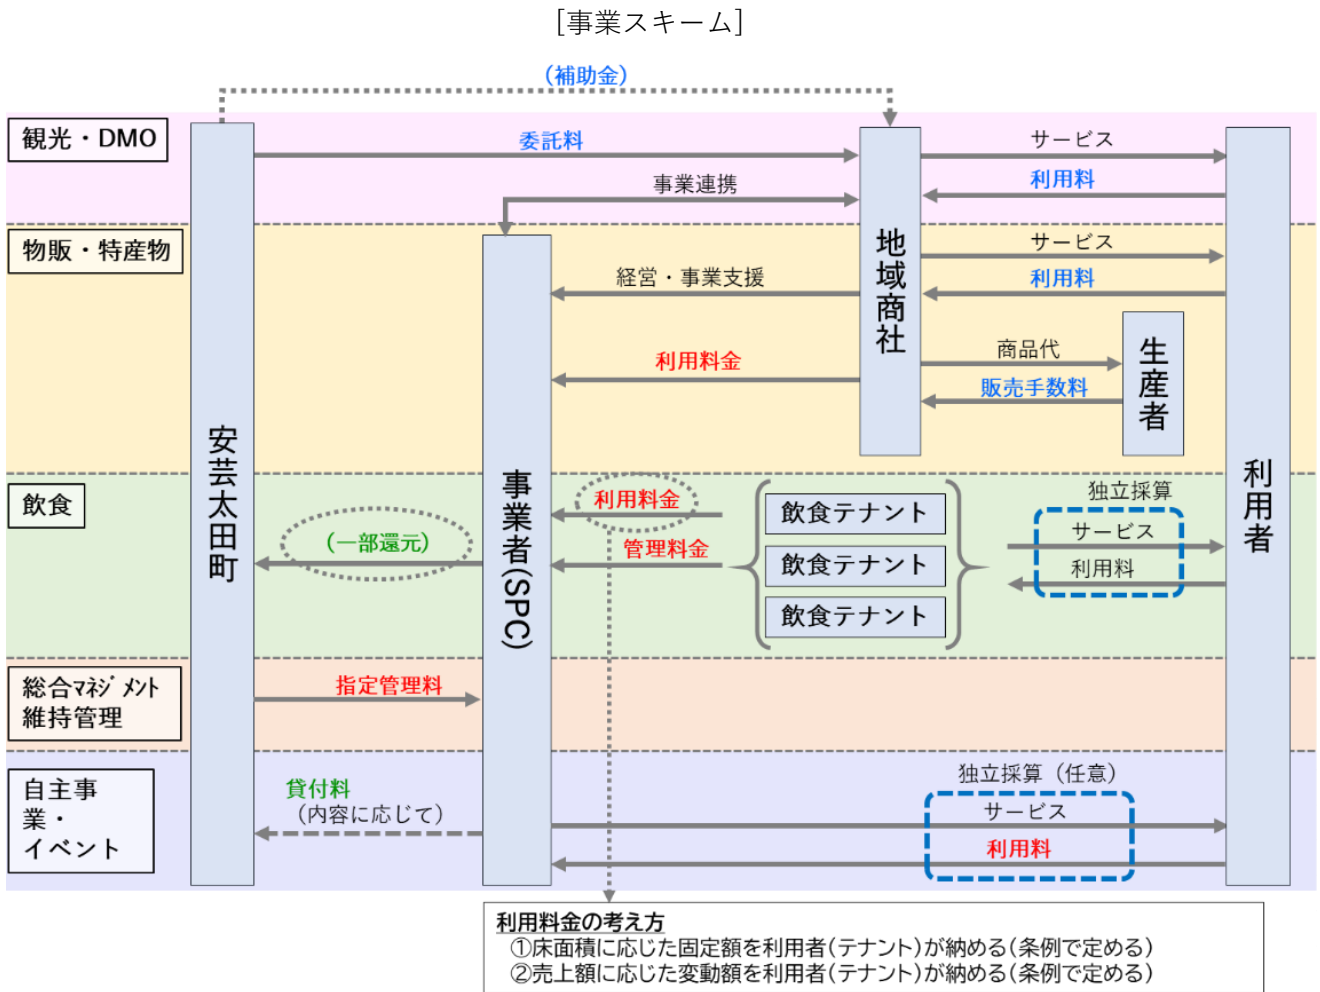 [事業スキーム]
(補助金)
観光・DMO
委託料
サービス
事業連携
利用料
物販・特産物
サービス
経営・事業支援
利用料
地域商社
商品代
利用料金
販売手数料
生産者
安芸太田町
事業者(SPC)
利用者
飲食
利用料金
飲食テナント
独立採算
サービス
(一部還元)
管理料金
飲食テナント
利用料
飲食テナント
総合ﾏﾈｼﾞﾒﾝﾄ
維持管理
指定管理料
自主事
業・
イベント
貸付料
(内容に応じて)
独立採算(任意)
サービス
利用料
利用料金の考え方
①床面積に応じた固定額を利用者(テナント)が納める(条例で定める)
②売上額に応じた変動額を利用者(テナント)が納める(条例で定める)